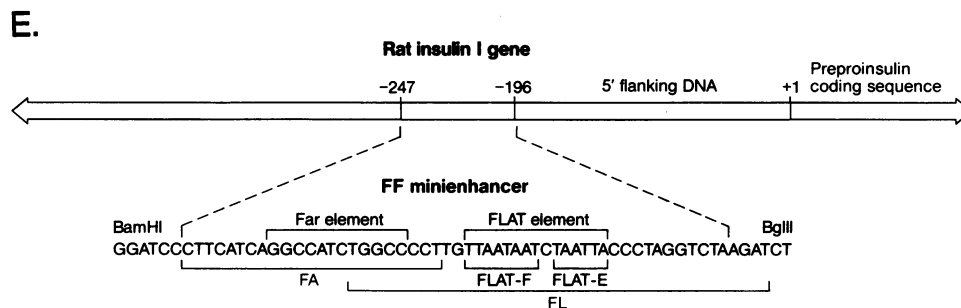 E.
Rat insulin I gene
−247 −196 5' flanking DNA +1 Preproinsulin coding sequence
FF minienhancer
BamHI Far element FLAT element BglII
GGATCCCTTCATCAGGCCATCTGGCCCCTTGTTAATAATCTAATTACCCTAGGTCTAAGATCT
FA FLAT-F FLAT-E
FL